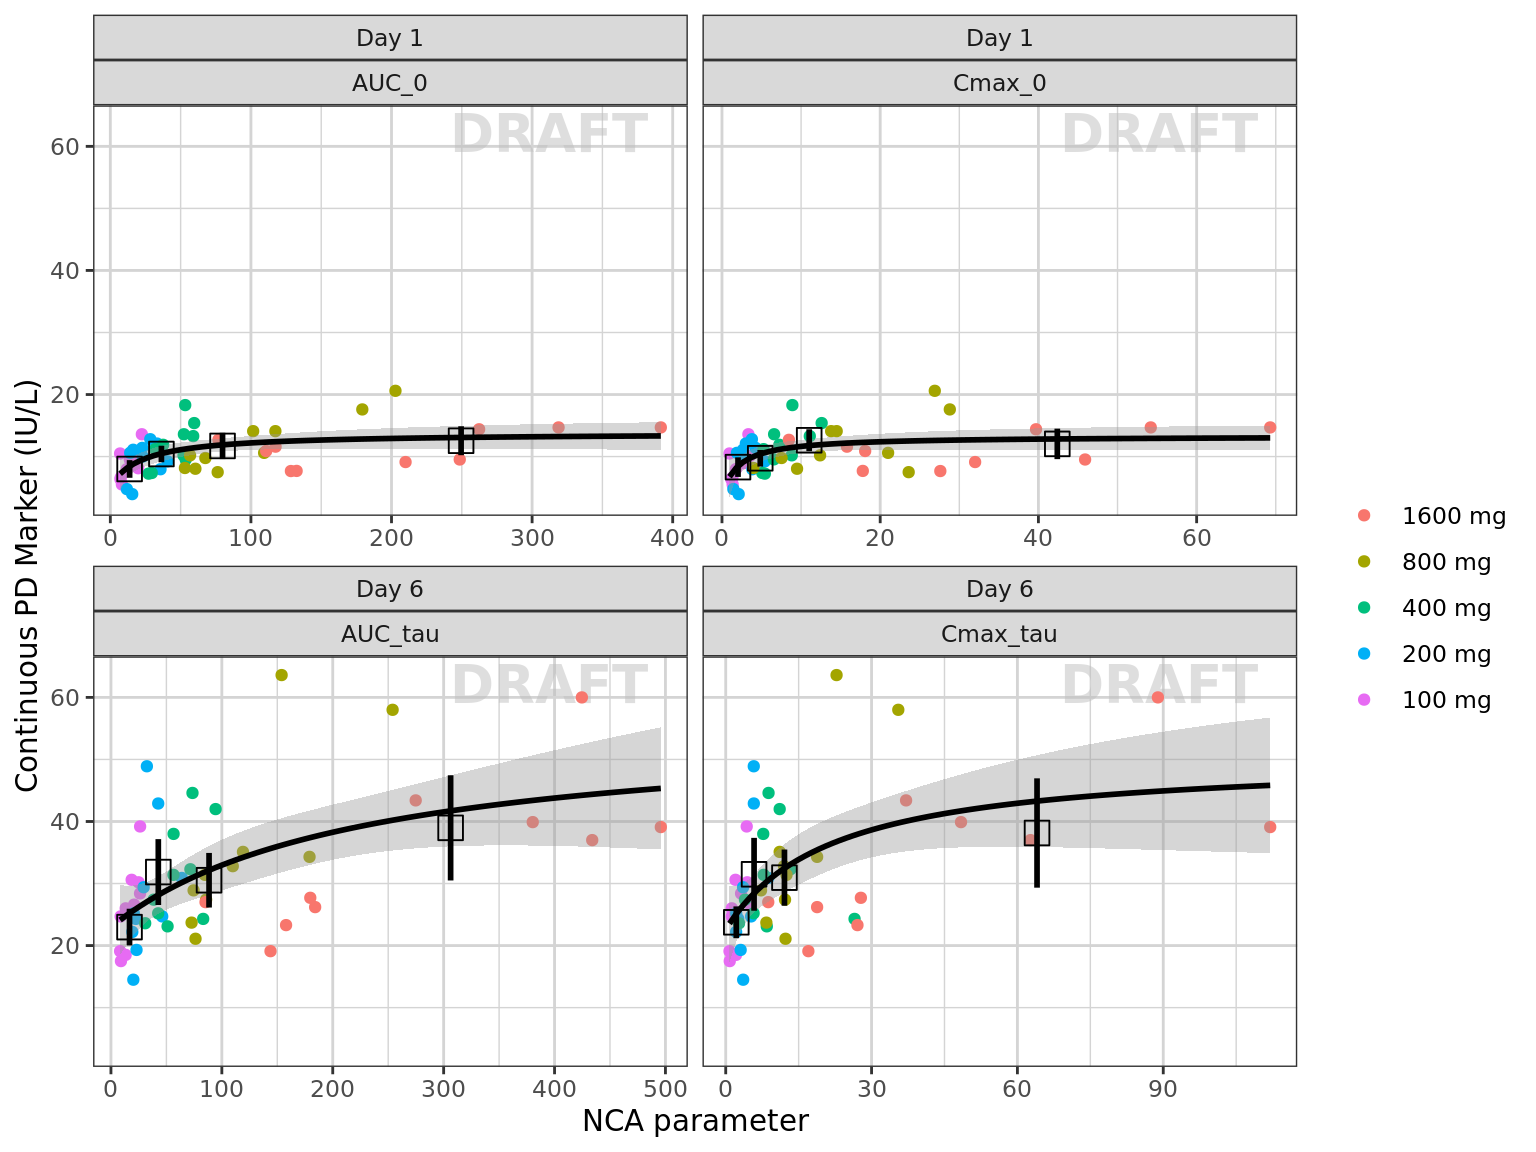 Day 1
Day 1
AUC_0
Cmax_0
DRAFT
DRAFT
60
40
20
0
100
200
300
400
0
20
40
60
Continuous PD Marker (IU/L)
1600 mg
800 mg
400 mg
200 mg
100 mg
Day 6
Day 6
AUC_tau
Cmax_tau
DRAFT
DRAFT
60
40
20
0
100
200
300
400
500
0
30
60
90
NCA parameter